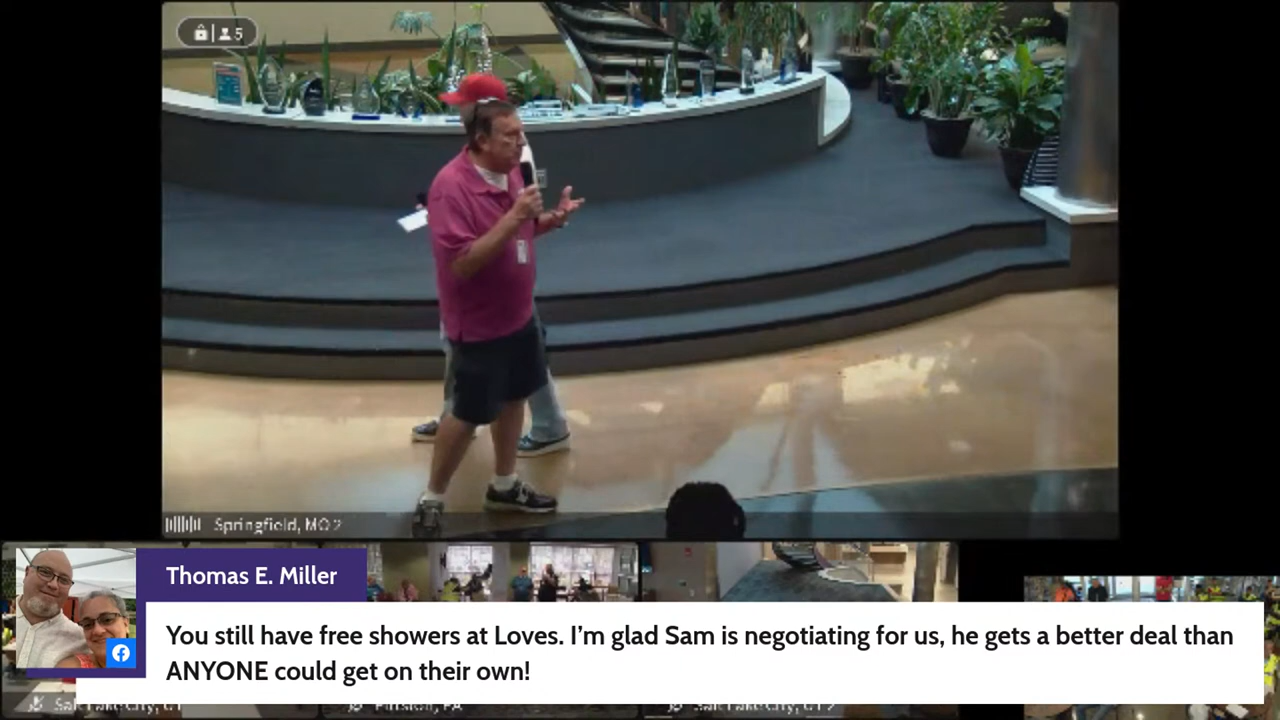 5
Springfield, MO 2
Thomas E. Miller
You still have free showers at Loves. I'm glad Sam is negotiating for us, he gets a better deal than
ANYONE could get on their own!